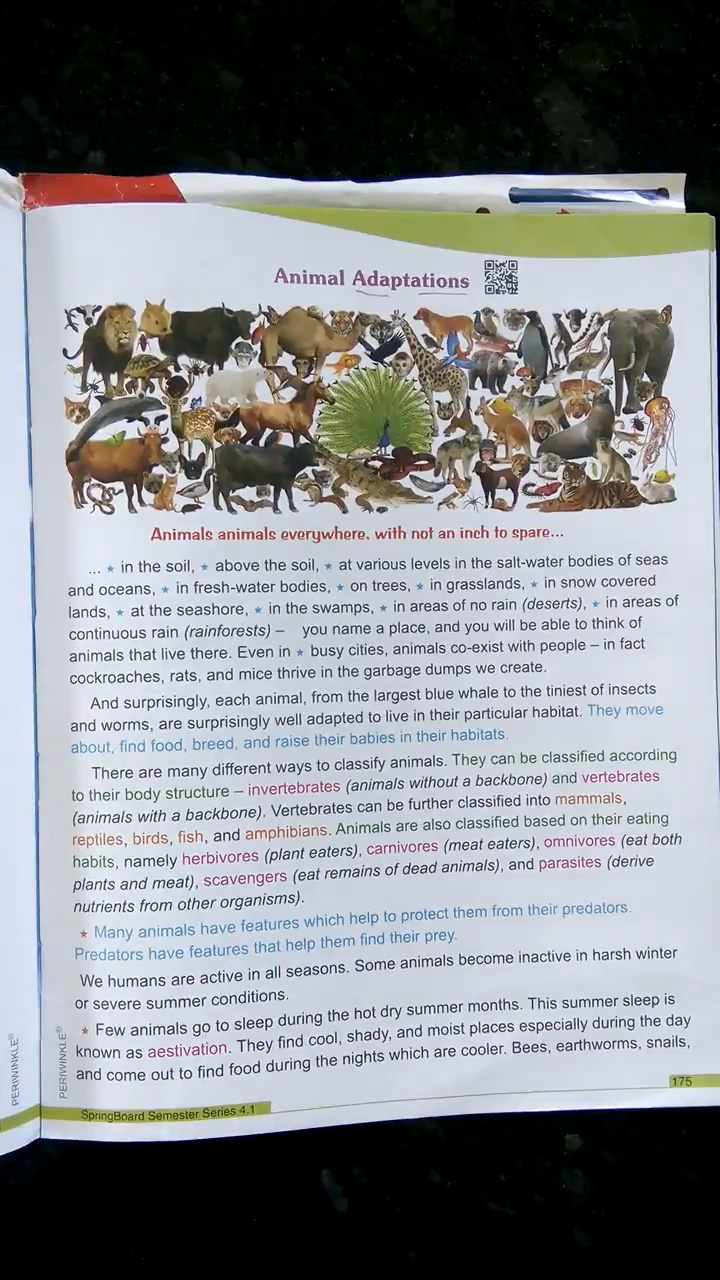 Animal Adaptations
Animals animals everywhere, with not an inch to spare...
... ★ in the soil, ★ above the soil, ★ at various levels in the salt-water bodies of seas
and oceans, ★ in fresh-water bodies, ★ on trees, ★ in grasslands, ★ in snow covered
lands, ★ at the seashore, ★ in the swamps, ★ in areas of no rain (deserts), ★ in areas of
continuous rain (rainforests) – you name a place, and you will be able to think of
animals that live there. Even in ★ busy cities, animals co-exist with people – in fact
cockroaches, rats, and mice thrive in the garbage dumps we create.
And surprisingly, each animal, from the largest blue whale to the tiniest of insects
and worms, are surprisingly well adapted to live in their particular habitat. They move
about, find food, breed, and raise their babies in their habitats.
There are many different ways to classify animals. They can be classified according
to their body structure – invertebrates (animals without a backbone) and vertebrates
(animals with a backbone). Vertebrates can be further classified into mammals,
reptiles, birds, fish, and amphibians. Animals are also classified based on their eating
habits, namely herbivores (plant eaters), carnivores (meat eaters), omnivores (eat both
plants and meat), scavengers (eat remains of dead animals), and parasites (derive
nutrients from other organisms).
★ Many animals have features which help to protect them from their predators.
Predators have features that help them find their prey.
We humans are active in all seasons. Some animals become inactive in harsh winter
or severe summer conditions.
★ Few animals go to sleep during the hot dry summer months. This summer sleep is
known as aestivation. They find cool, shady, and moist places especially during the day
and come out to find food during the nights which are cooler. Bees, earthworms, snails,
175
SpringBoard Semester Series 4.1
PERIWINKLE®
PERIWINKLE®